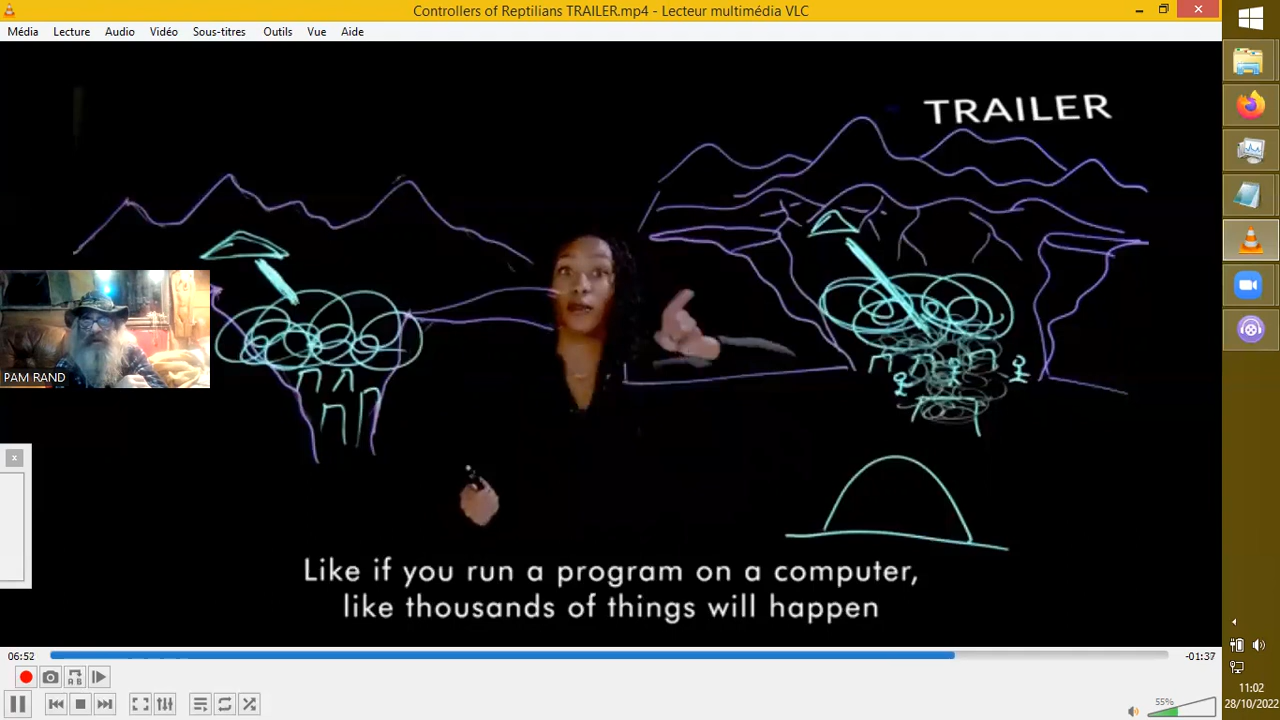 Controllers of Reptilians TRAILER.mp4 - Lecteur multimédia VLC
Média Lecture Audio Vidéo Sous-titres Outils Vue Aide
TRAILER
PAM RAND
x
Like if you run a program on a computer,
like thousands of things will happen
06:52
-01:37
A B
55%
11:02
28/10/2022